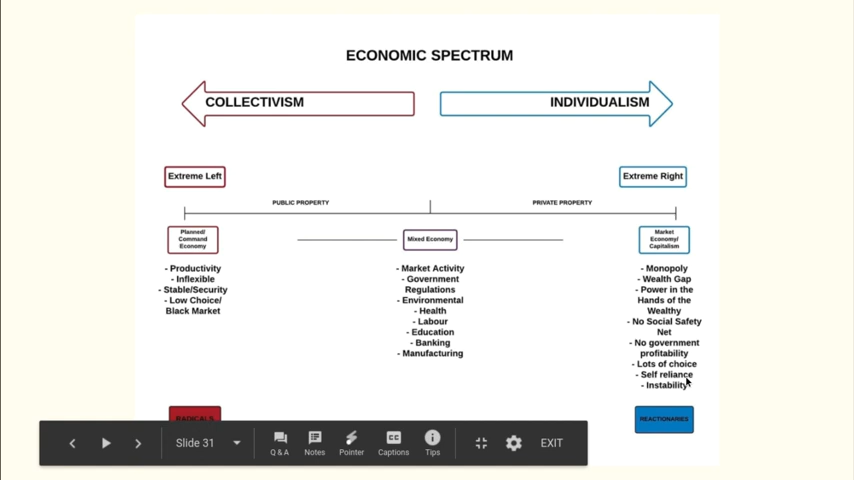 ECONOMIC SPECTRUM
COLLECTIVISM
INDIVIDUALISM
Extreme Left
Extreme Right
PUBLIC PROPERTY
PRIVATE PROPERTY
Planned/
Command
Economy
- Productivity
- Inflexible
- Stable/Security
- Low Choice/
Black Market
Mixed Economy
- Market Activity
- Government
Regulations
- Environmental
- Health
- Labour
- Education
- Banking
- Manufacturing
Market
Economy/
Capitalism
- Monopoly
- Wealth Gap
- Power in the
Hands of the
Wealthy
- No Social Safety
Net
- No government
profitability
- Lots of choice
- Self reliance
- Instability
RADICALS
REACTIONARIES
Slide 31
Q & A
Notes
Pointer
CC
Captions
Tips
EXIT